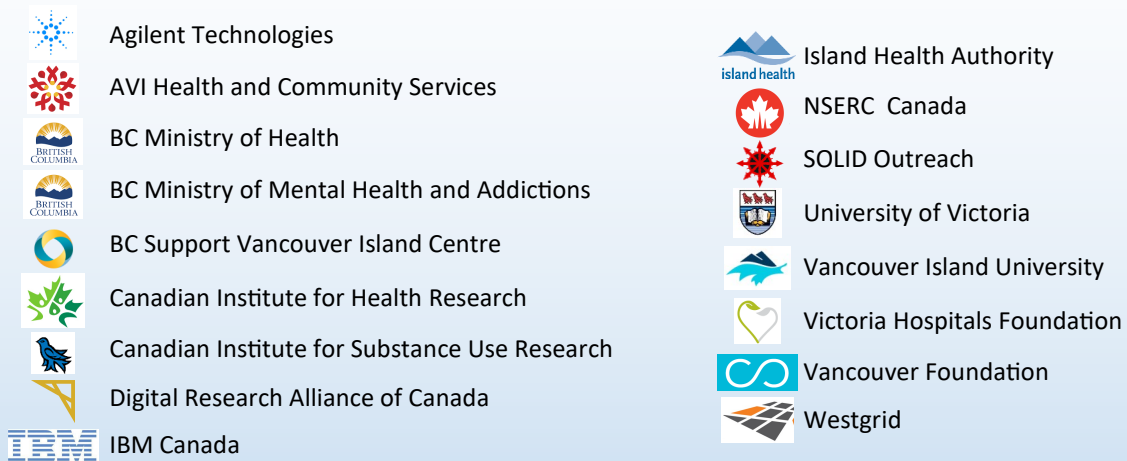 Agilent Technologies
AVI Health and Community Services
BRITISH
COLUMBIA
BC Ministry of Health
BRITISH
COLUMBIA
BC Ministry of Mental Health and Addictions
BC Support Vancouver Island Centre
Canadian Institute for Health Research
Canadian Institute for Substance Use Research
Digital Research Alliance of Canada
IBM
IBM Canada
island health
Island Health Authority
NSERC Canada
SOLID Outreach
University of Victoria
Vancouver Island University
Victoria Hospitals Foundation
Vancouver Foundation
Westgrid